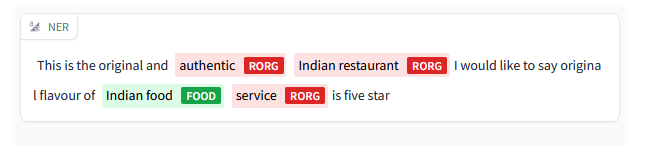 NER
This is the original and authentic RORG Indian restaurant RORG I would like to say origina
l flavour of Indian food FOOD service RORG is five star